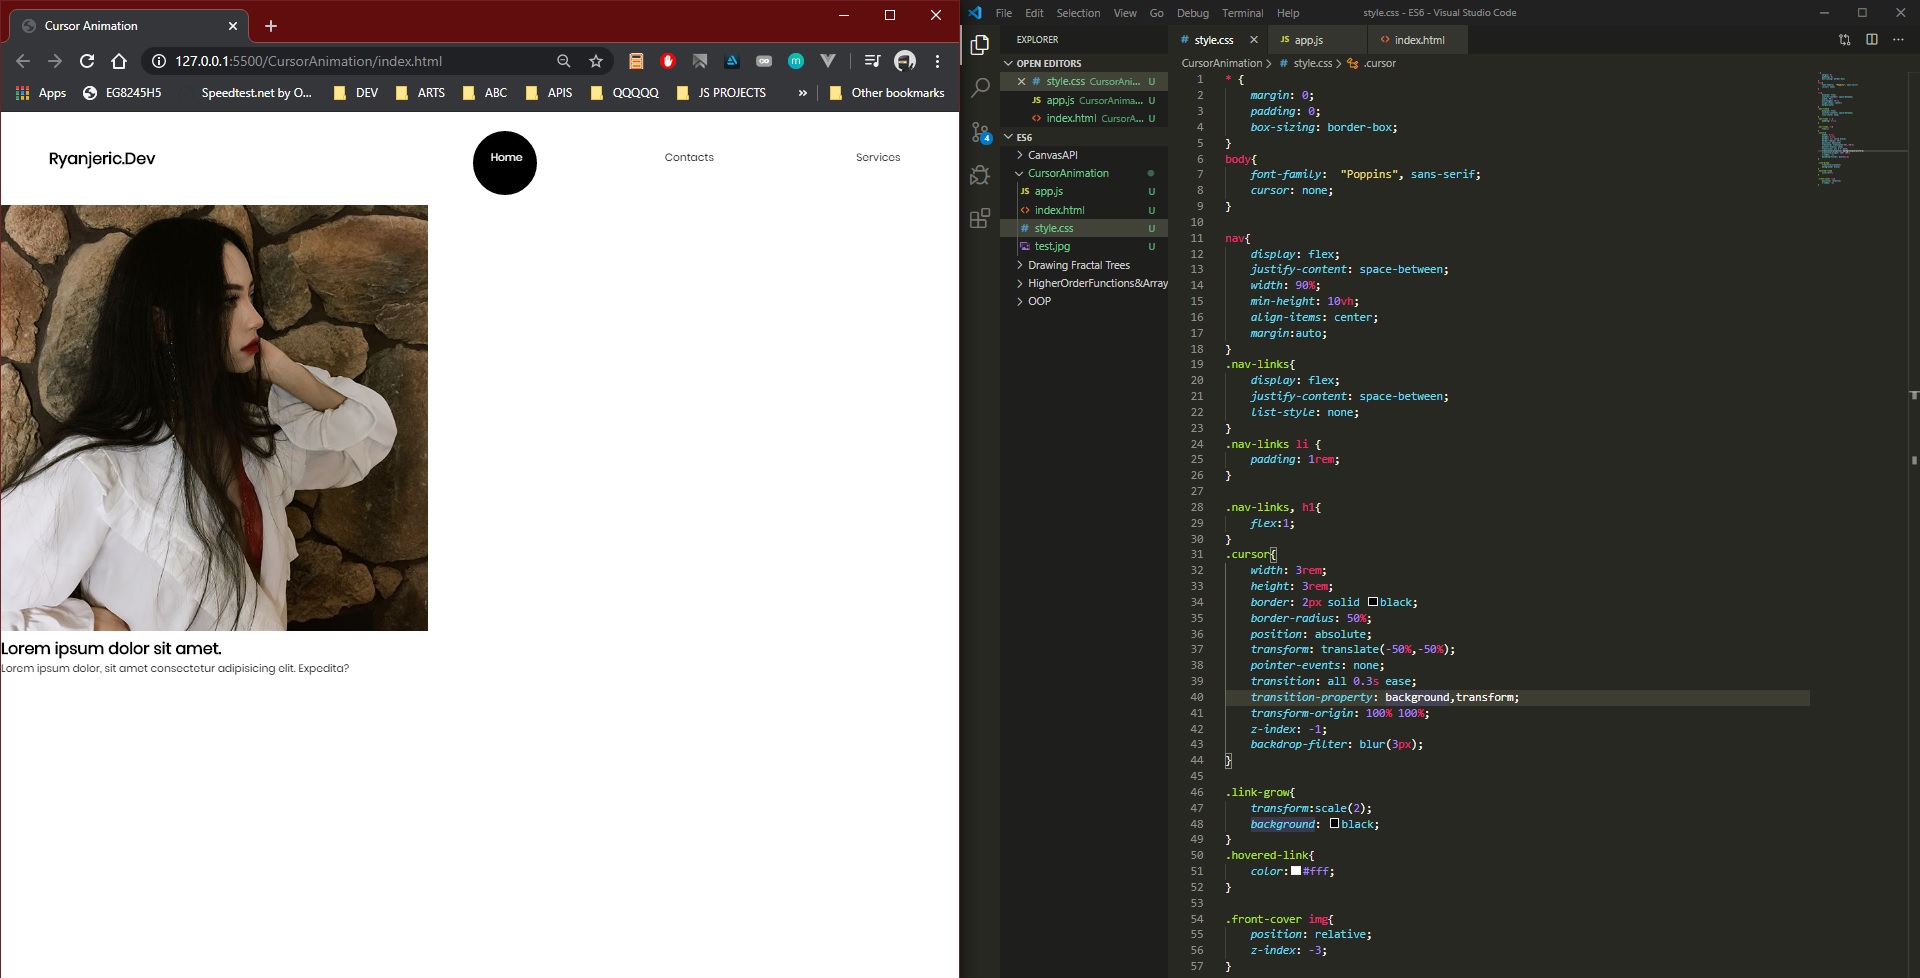 Cursor Animation
127.0.0.1:5500/CursorAnimation/index.html
Apps EG8245H5 Speedtest.net by O... DEV ARTS ABC APIS QQQQQ JS PROJECTS » Other bookmarks
Ryanjeric.Dev
Home
Contacts
Services
Lorem ipsum dolor sit amet.
Lorem ipsum dolor, sit amet consectetur adipisicing elit. Expedita?
File Edit Selection View Go Debug Terminal Help
style.css - ES6 - Visual Studio Code
EXPLORER
OPEN EDITORS
# style.css CursorAni... U
JS app.js CursorAnima... U
<> index.html CursorA... U
ES6
CanvasAPI
CursorAnimation
JS app.js U
<> index.html U
# style.css U
test.jpg U
Drawing Fractal Trees
HigherOrderFunctions&Array
OOP
4
# style.css
JS app.js
<> index.html
CursorAnimation > # style.css > .cursor
1 * {
2 margin: 0;
3 padding: 0;
4 box-sizing: border-box;
5 }
6 body{
7 font-family: "Poppins", sans-serif;
8 cursor: none;
9 }
10
11 nav{
12 display: flex;
13 justify-content: space-between;
14 width: 90%;
15 min-height: 10vh;
16 align-items: center;
17 margin:auto;
18 }
19 .nav-links{
20 display: flex;
21 justify-content: space-between;
22 list-style: none;
23 }
24 .nav-links li {
25 padding: 1rem;
26 }
27
28 .nav-links, h1{
29 flex:1;
30 }
31 .cursor{
32 width: 3rem;
33 height: 3rem;
34 border: 2px solid black;
35 border-radius: 50%;
36 position: absolute;
37 transform: translate(-50%,-50%);
38 pointer-events: none;
39 transition: all 0.3s ease;
40 transition-property: background,transform;
41 transform-origin: 100% 100%;
42 z-index: -1;
43 backdrop-filter: blur(3px);
44 }
45
46 .link-grow{
47 transform:scale(2);
48 background: black;
49 }
50 .hovered-link{
51 color:#fff;
52 }
53
54 .front-cover img{
55 position: relative;
56 z-index: -3;
57 }